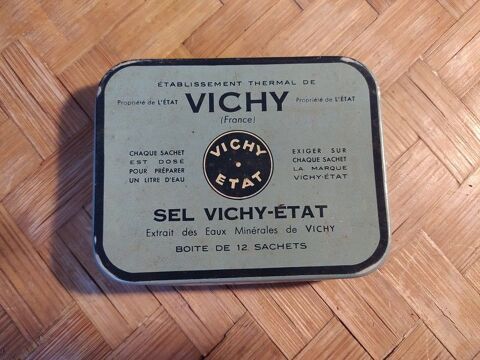 ÉTABLISSEMENT THERMAL DE
Propriété de L'ÉTAT VICHY Propriété de L'ÉTAT
(France)
CHAQUE SACHET
EST DOSÉ
POUR PRÉPARER
UN LITRE D'EAU
VICHY
ETAT
EXIGER SUR
CHAQUE SACHET
LA MARQUE
VICHY-ÉTAT
SEL VICHY-ÉTAT
Extrait des Eaux Minérales de VICHY
BOITE DE 12 SACHETS